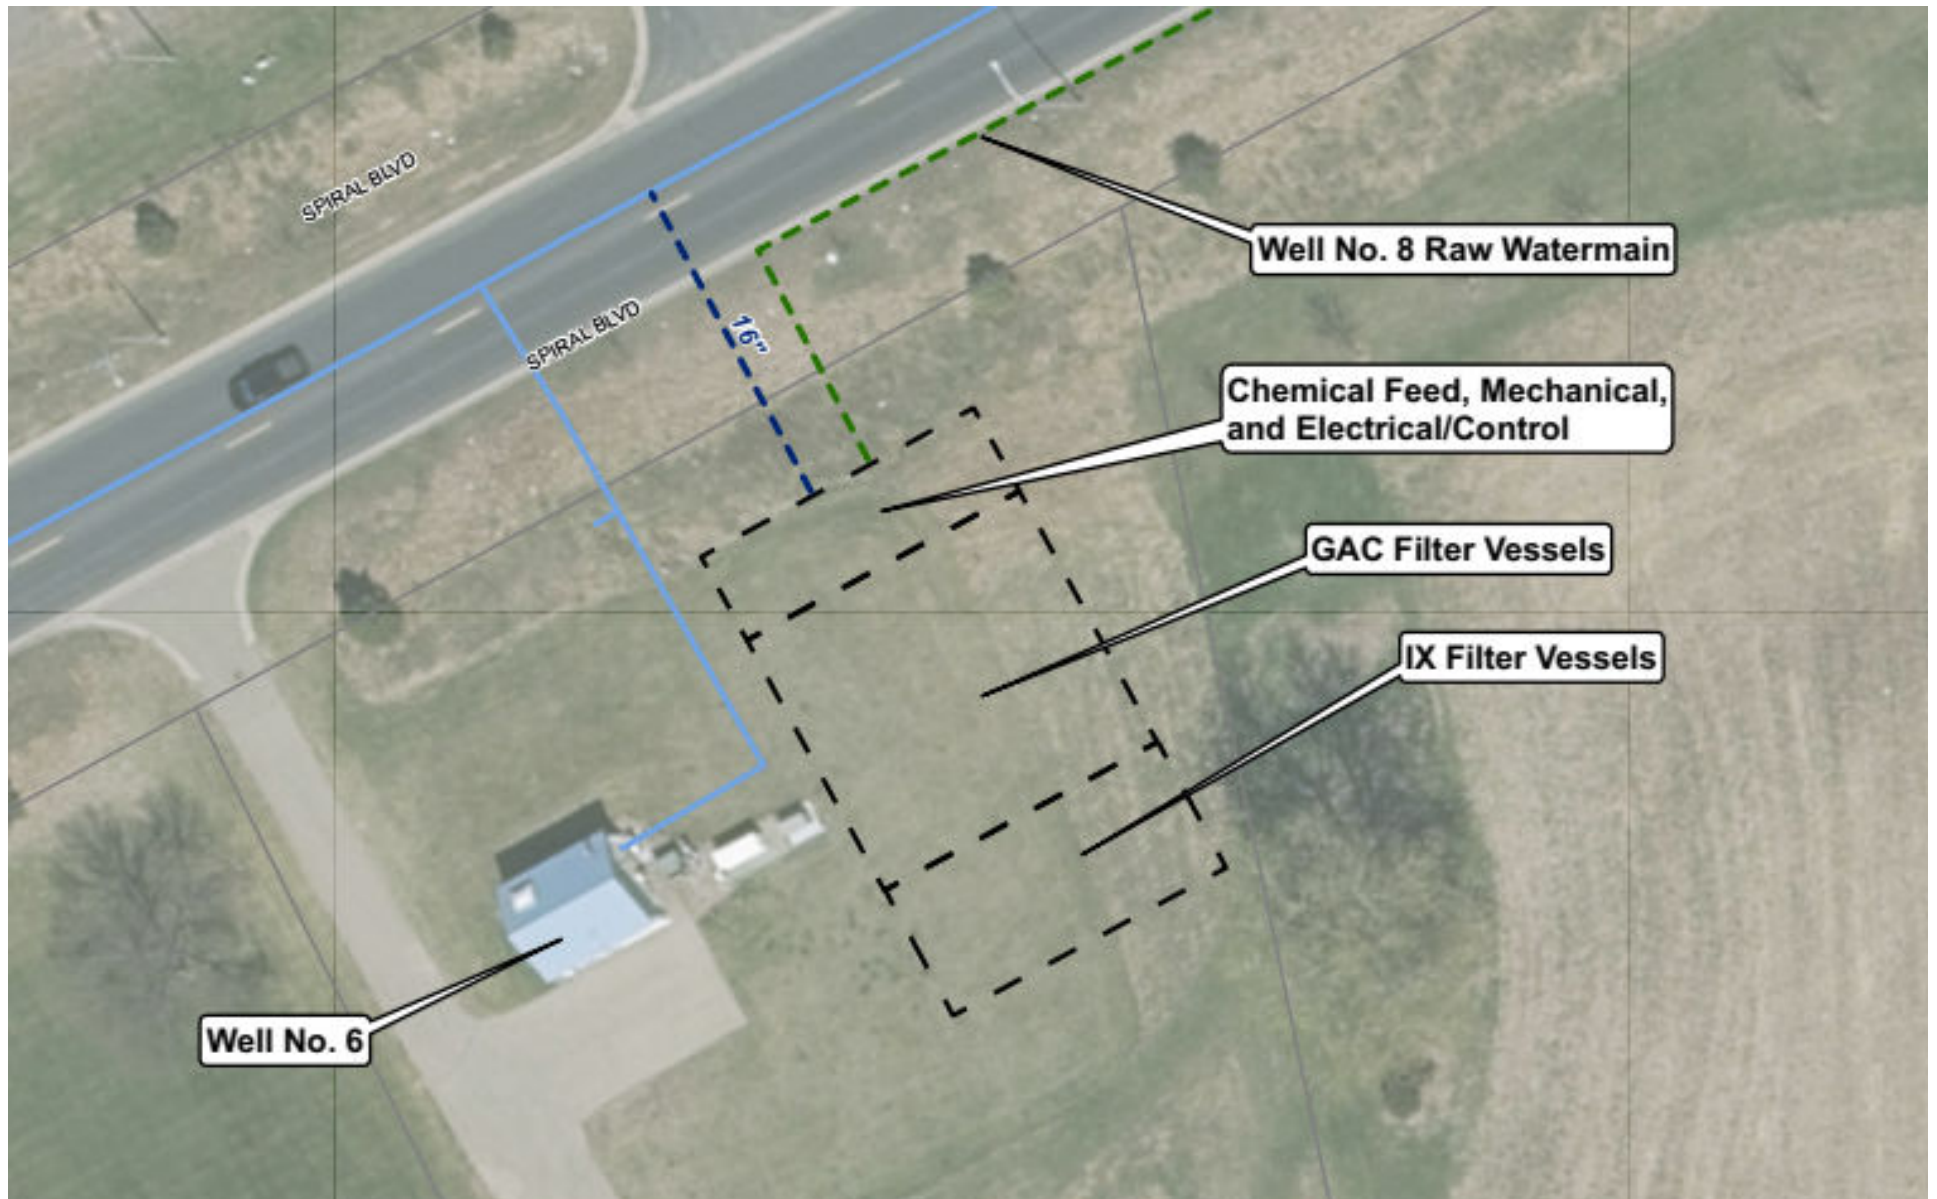 SPIRAL BLVD
Well No. 8 Raw Watermain
SPIRAL BLVD
16"
Chemical Feed, Mechanical,
and Electrical/Control
GAC Filter Vessels
IX Filter Vessels
Well No. 6